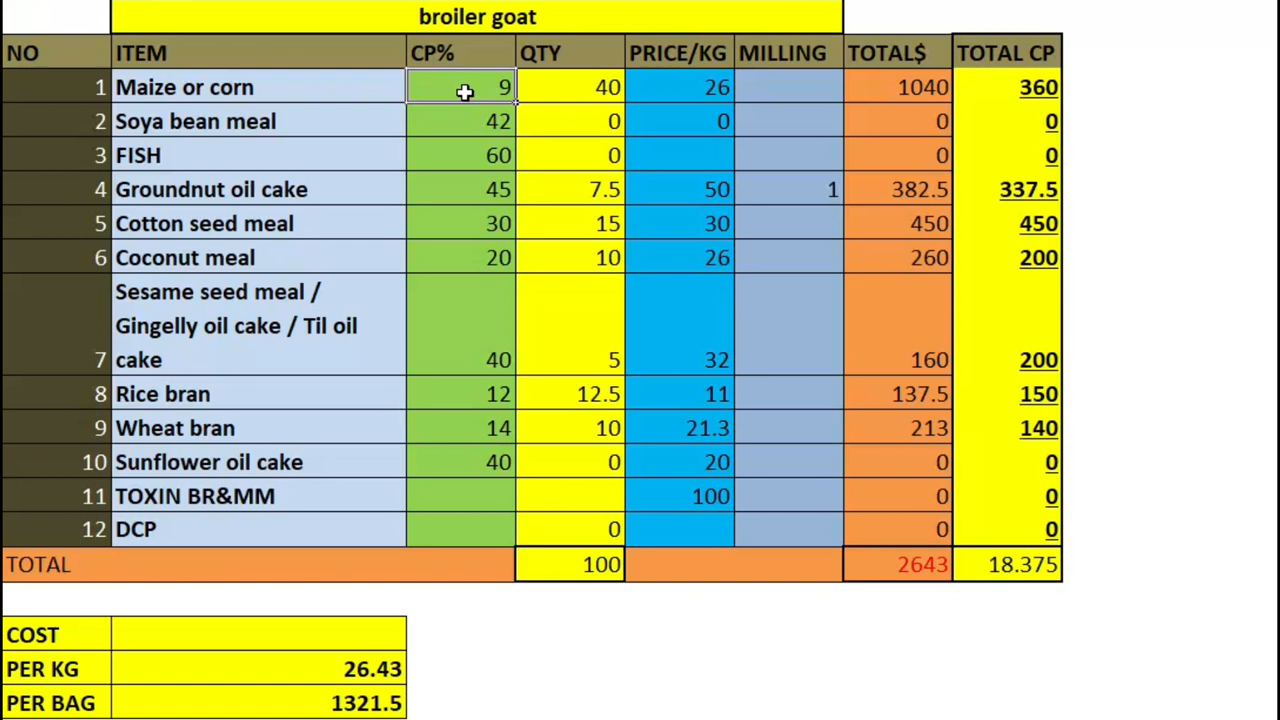 broiler goat
NO ITEM CP% QTY PRICE/KG MILLING TOTAL$ TOTAL CP
1 Maize or corn 9 40 26 1040 360
2 Soya bean meal 42 0 0 0 0
3 FISH 60 0 0 0
4 Groundnut oil cake 45 7.5 50 1 382.5 337.5
5 Cotton seed meal 30 15 30 450 450
6 Coconut meal 20 10 26 260 200
Sesame seed meal /
Gingelly oil cake / Til oil
7 cake 40 5 32 160 200
8 Rice bran 12 12.5 11 137.5 150
9 Wheat bran 14 10 21.3 213 140
10 Sunflower oil cake 40 0 20 0 0
11 TOXIN BR&MM 100 0 0
12 DCP 0 0 0
TOTAL 100 2643 18.375
COST
PER KG 26.43
PER BAG 1321.5